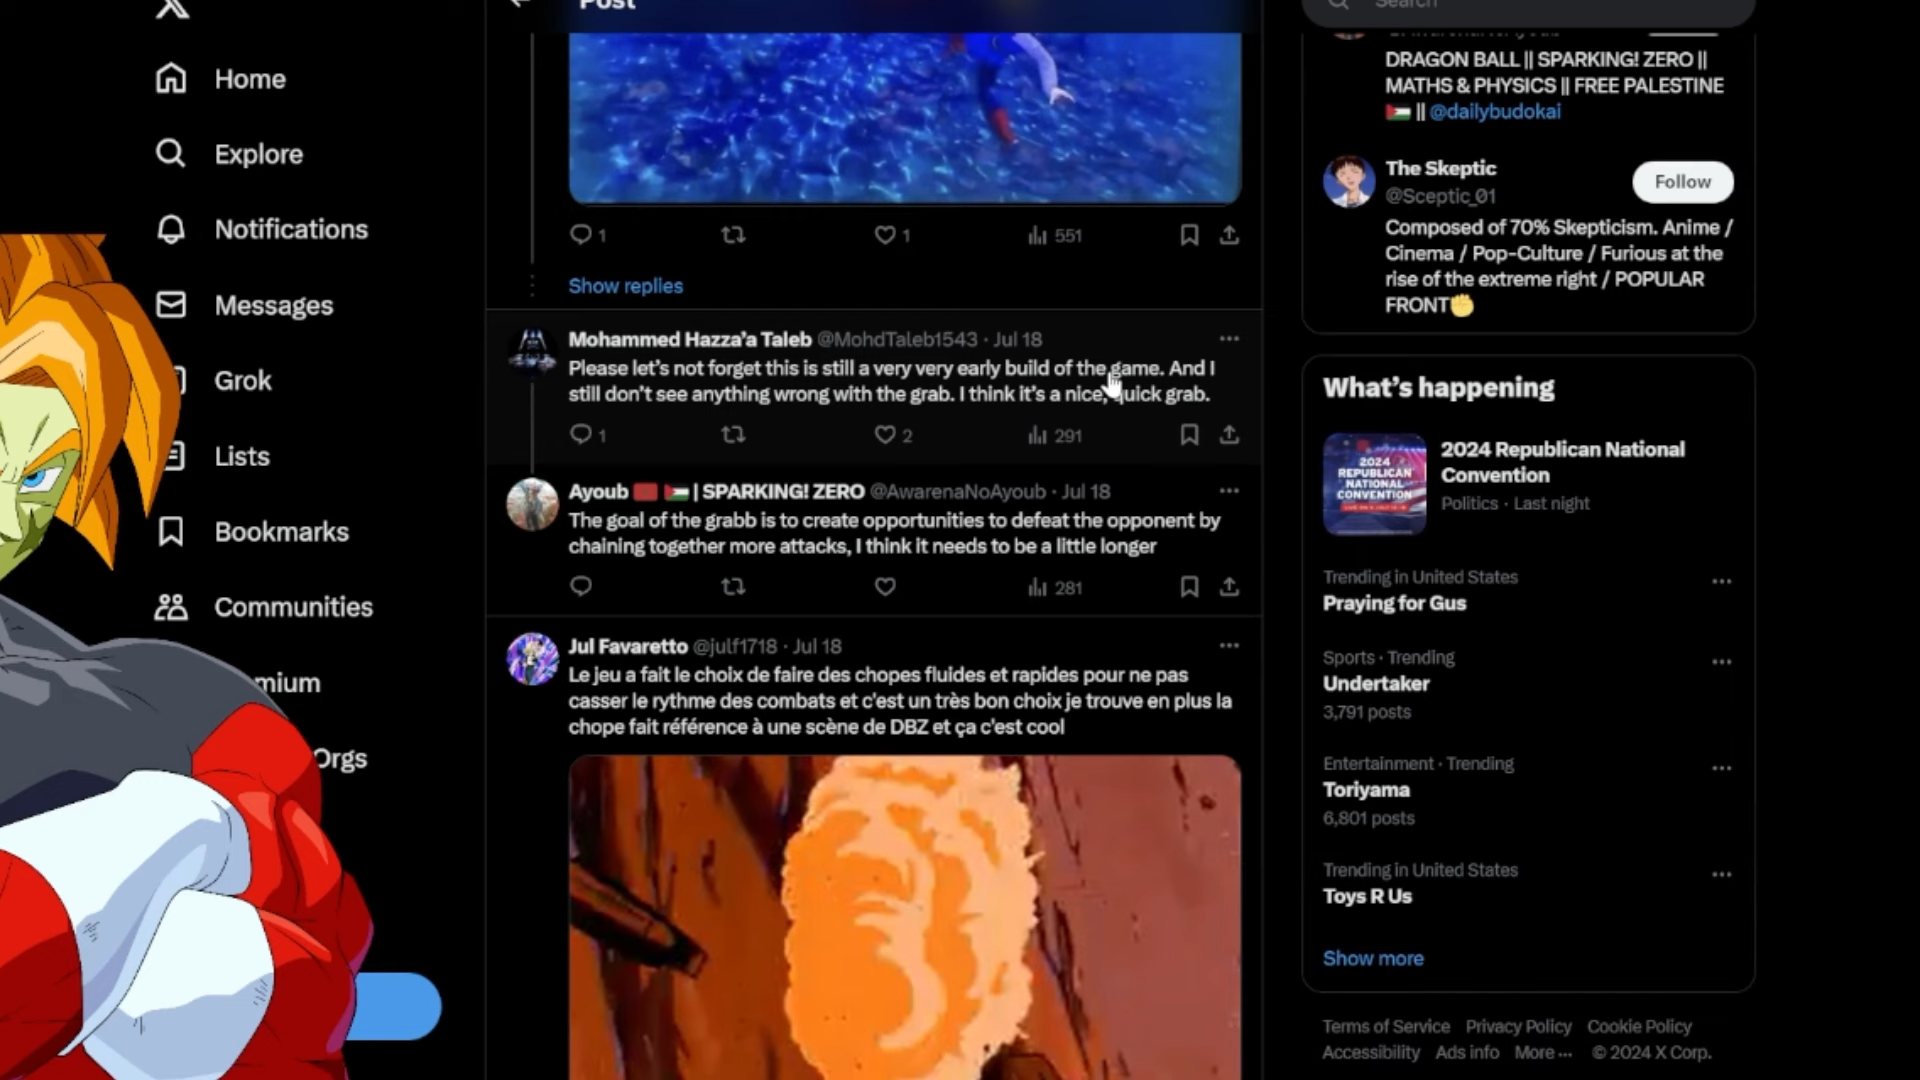 Post
Home
Explore
Notifications
Messages
Grok
Lists
Bookmarks
Communities
mium
Orgs
1
1
551
Show replies
Mohammed Hazza’a Taleb @MohdTaleb1543 · Jul 18
Please let’s not forget this is still a very very early build of the game. And I
still don’t see anything wrong with the grab. I think it’s a nice, quick grab.
1
2
291
Ayoub 🇲🇦 🇵🇸 | SPARKING! ZERO @AwarenaNoAyoub · Jul 18
The goal of the grabb is to create opportunities to defeat the opponent by
chaining together more attacks, I think it needs to be a little longer
281
Jul Favaretto @julf1718 · Jul 18
Le jeu a fait le choix de faire des chopes fluides et rapides pour ne pas
casser le rythme des combats et c'est un très bon choix je trouve en plus la
chope fait référence à une scène de DBZ et ça c'est cool
Search
DRAGON BALL || SPARKING! ZERO ||
MATHS & PHYSICS || FREE PALESTINE
🇵🇸 || @dailybudokai
The Skeptic
@Sceptic_01
Follow
Composed of 70% Skepticism. Anime /
Cinema / Pop-Culture / Furious at the
rise of the extreme right / POPULAR
FRONT✊
What’s happening
2024
REPUBLICAN
NATIONAL
CONVENTION
2024 Republican National
Convention
Politics · Last night
Trending in United States
Praying for Gus
Sports · Trending
Undertaker
3,791 posts
Entertainment · Trending
Toriyama
6,801 posts
Trending in United States
Toys R Us
Show more
Terms of Service Privacy Policy Cookie Policy
Accessibility Ads info More ··· © 2024 X Corp.